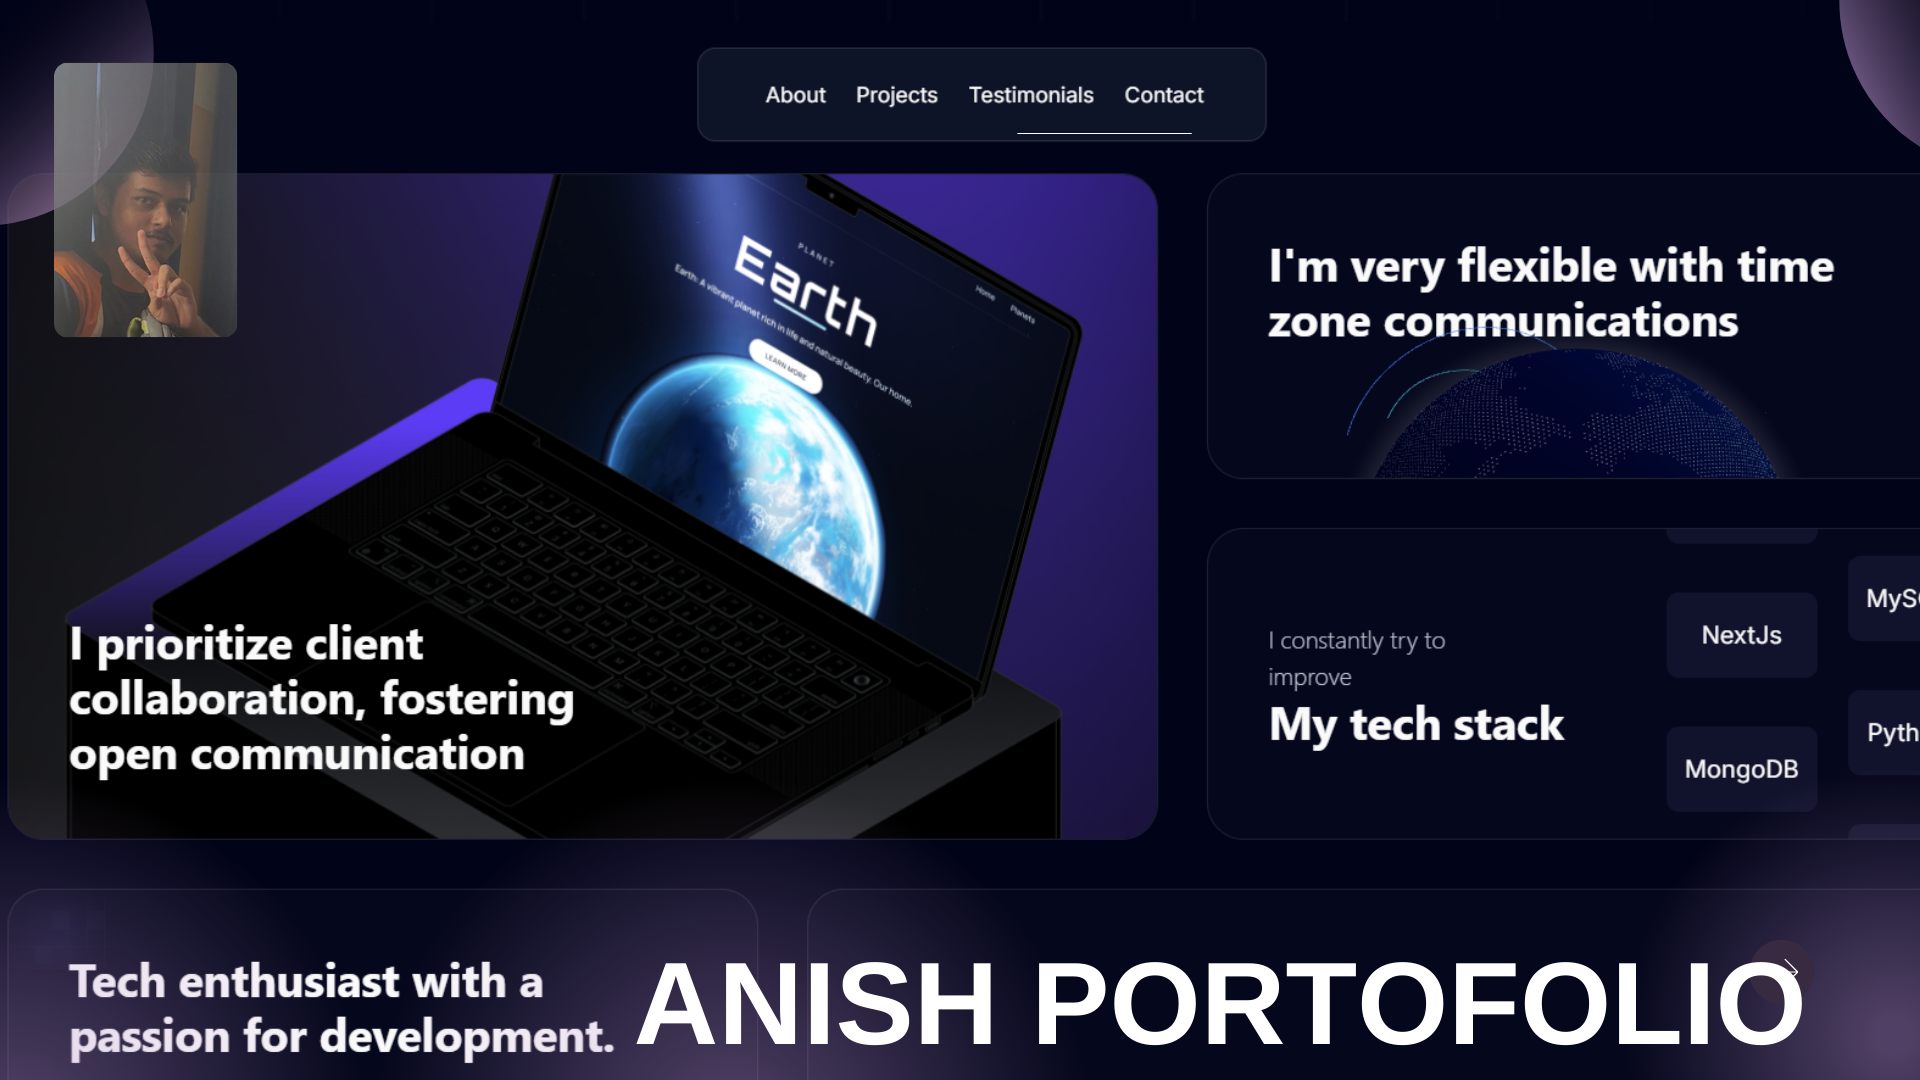 About Projects Testimonials Contact
PLANET
Earth
Earth: A vibrant planet rich in life and natural beauty. Our home.
LEARN MORE
Home Planets
I prioritize client
collaboration, fostering
open communication
I'm very flexible with time
zone communications
I constantly try to
improve
My tech stack
NextJs
MongoDB
Tech enthusiast with a
passion for development.
ANISH PORTOFOLIO